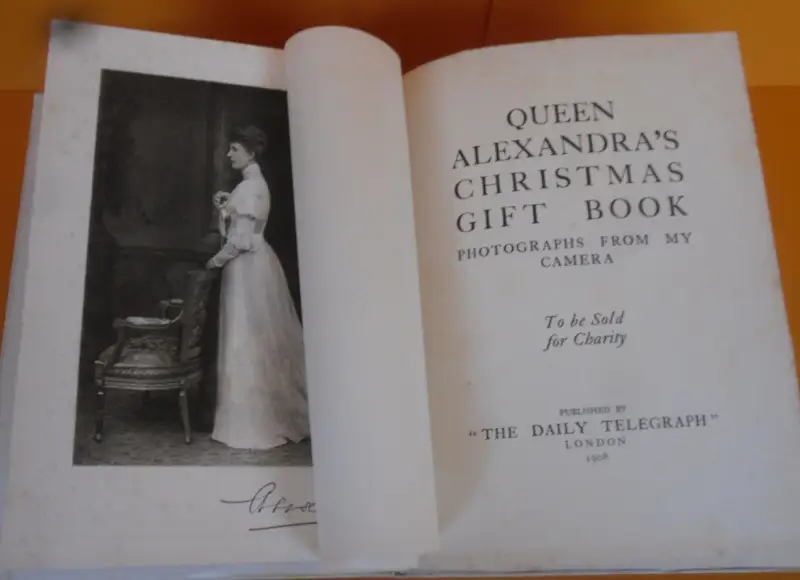 QUEEN
ALEXANDRA'S
CHRISTMAS
GIFT BOOK
PHOTOGRAPHS FROM MY
CAMERA
To be Sold
for Charity
PUBLISHED BY
"THE DAILY TELEGRAPH"
LONDON
1908